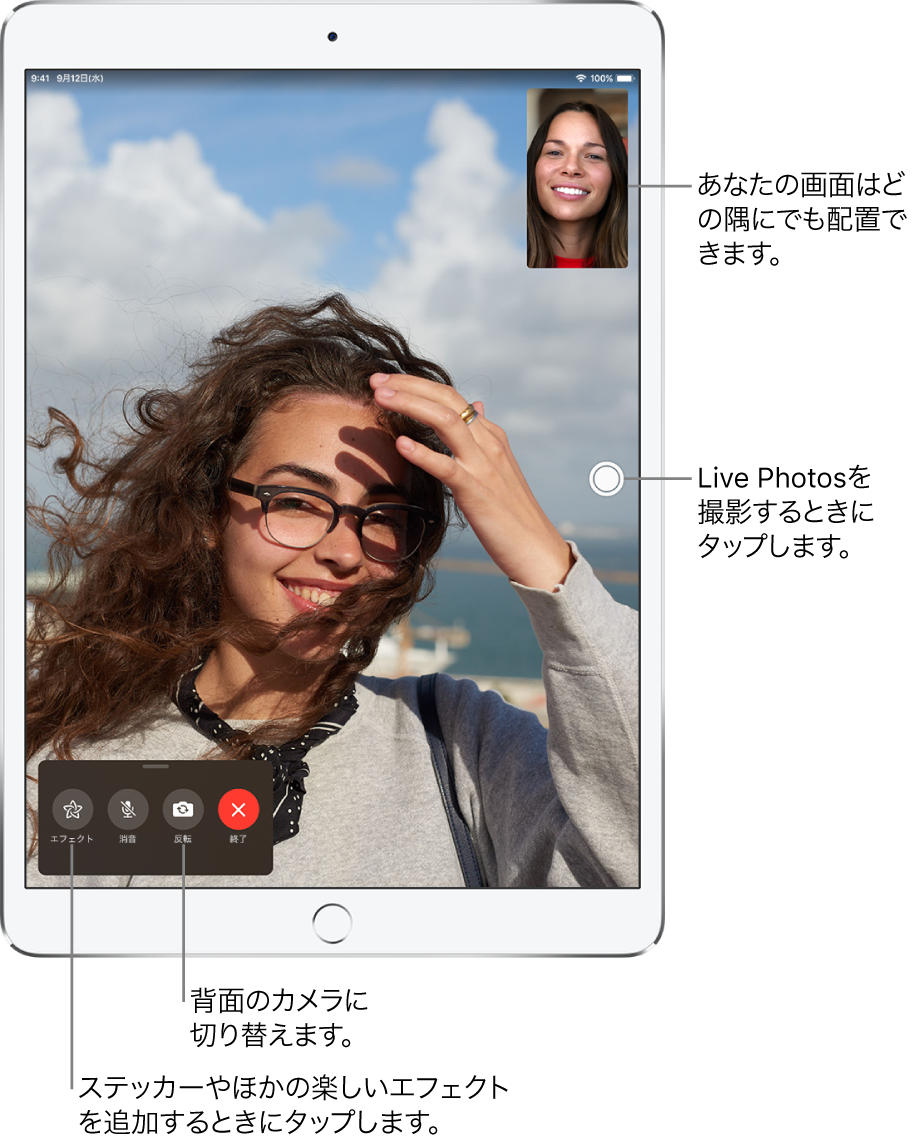 9:41 9月12日(水)
100%
あなたの画面はど
の隅にでも配置で
きます。
Live Photosを
撮影するときに
タップします。
エフェクト 消音 反転 終了
背面のカメラに
切り替えます。
ステッカーやほかの楽しいエフェクト
を追加するときにタップします。